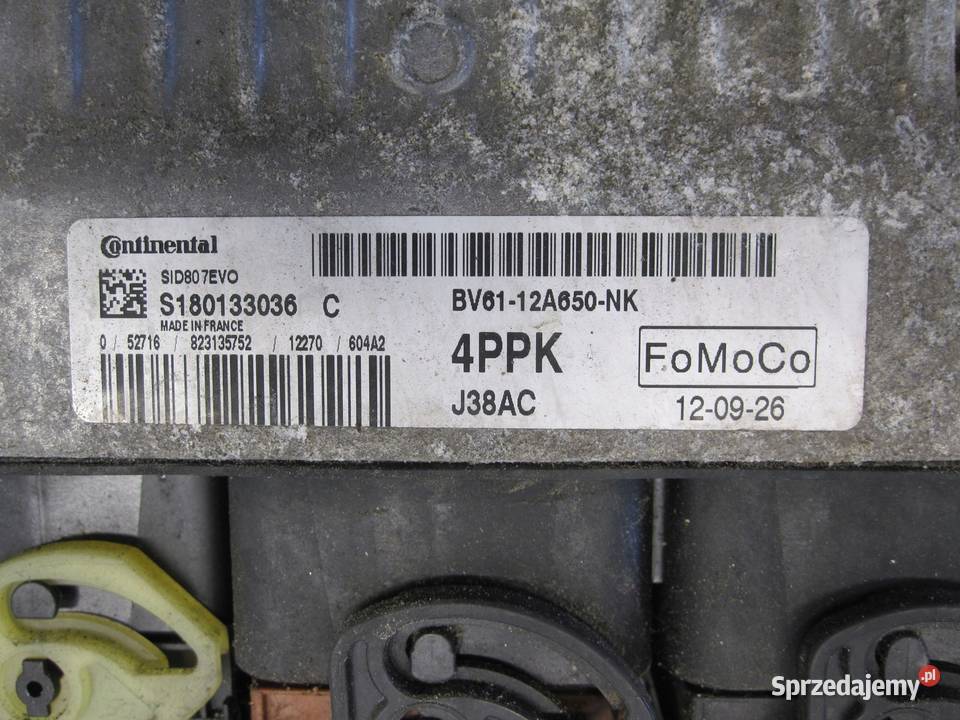 Continental
SID807EVO
S180133036 C
MADE IN FRANCE
0 / 52716 / 823135752 / 12270 / 604A2
BV61-12A650-NK
4PPK
J38AC
FoMoCo
12-09-26
Sprzedajemy.pl